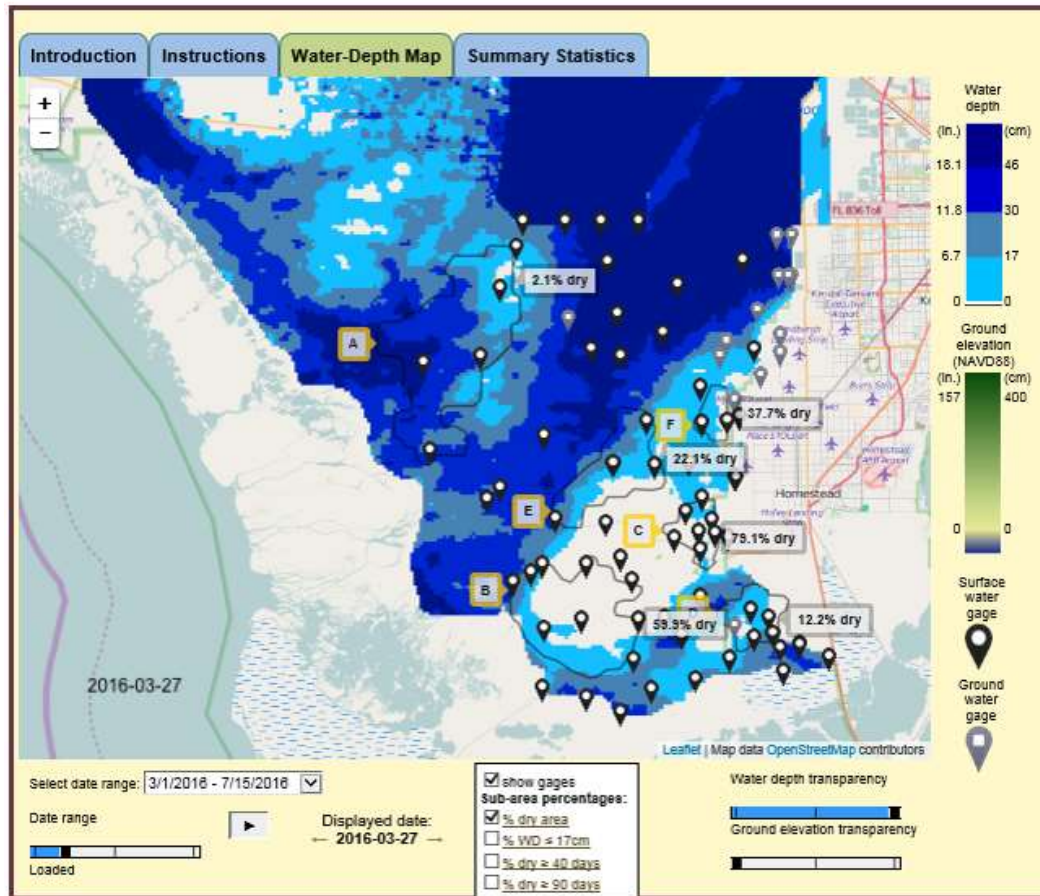 Introduction
Instructions
Water-Depth Map
Summary Statistics
+
−
FL 836 Toll
2.1% dry
A
F
37.7% dry
22.1% dry
E
Homestead
C
79.1% dry
B
59.9% dry
12.2% dry
2016-03-27
Leaflet | Map data OpenStreetMap contributors
Water
depth
(in.) (cm)
18.1 46
11.8 30
6.7 17
0 0
Ground
elevation
(NAVD88)
(in.) (cm)
157 400
0 0
Surface
water
gage
Ground
water
gage
Select date range: 3/1/2016 - 7/15/2016
Date range
Loaded
Displayed date:
← 2016-03-27 →
show gages
Sub-area percentages:
% dry area
% WD ≤ 17cm
% dry ≥ 40 days
% dry ≥ 90 days
Water depth transparency
Ground elevation transparency